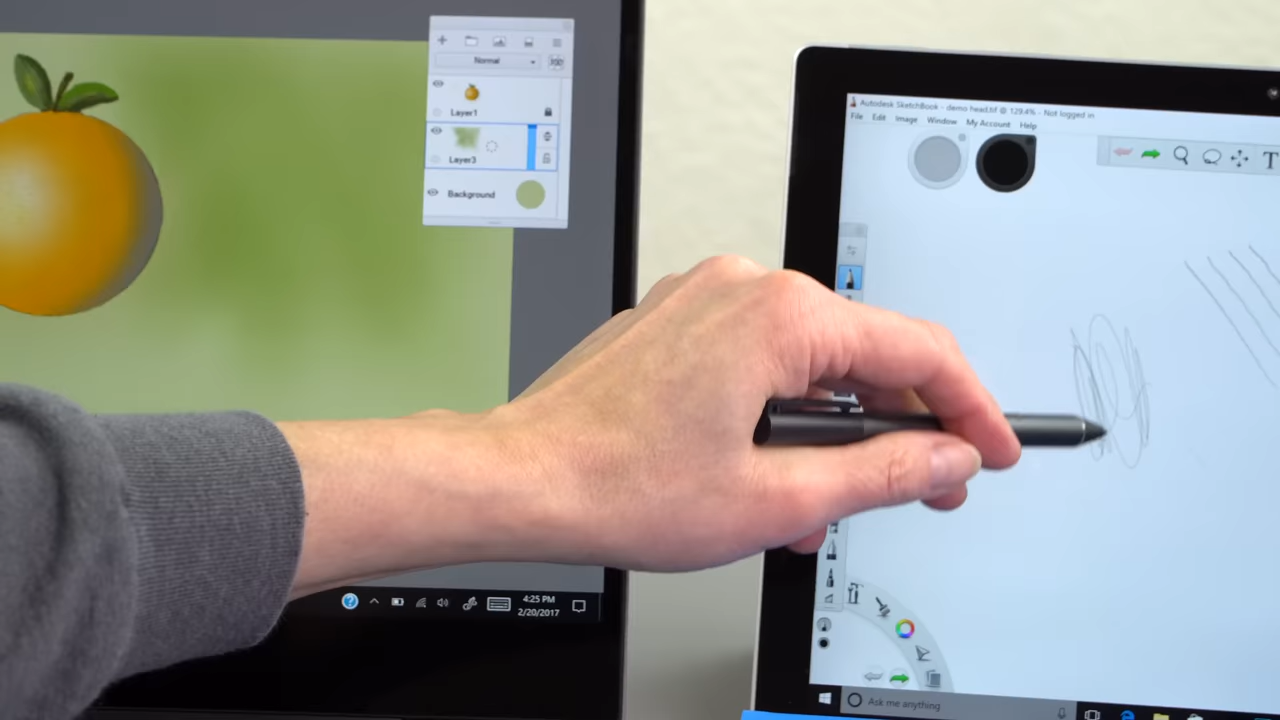 Normal
100
Layer1
Layer3
Background
4:25 PM
2/20/2017
Autodesk SketchBook - demo head.tif @ 129.4% - Not logged in
File Edit Image Window My Account Help
T
Ask me anything